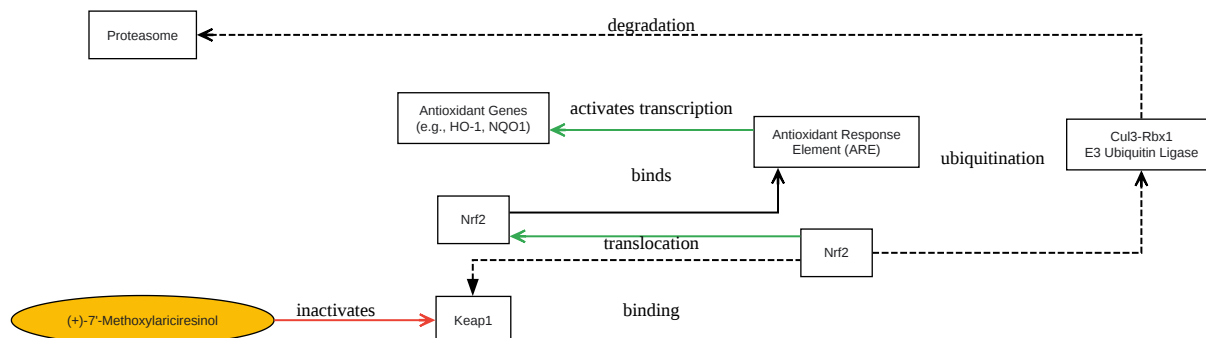 degradation
Proteasome
Antioxidant Genes
(e.g., HO-1, NQO1)
activates transcription
Antioxidant Response
Element (ARE)
Cul3-Rbx1
E3 Ubiquitin Ligase
ubiquitination
binds
Nrf2
translocation
Nrf2
(+)-7'-Methoxylariciresinol
inactivates
Keap1
binding